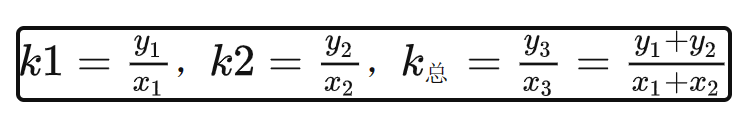 k1 = y₁/x₁，k2 = y₂/x₂，k总 = y₃/x₃ = (y₁+y₂)/(x₁+x₂)